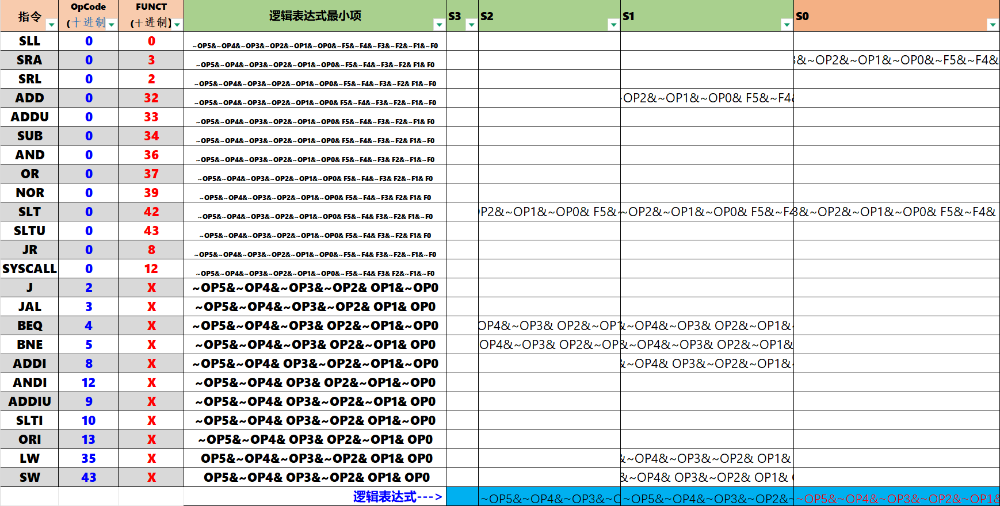 指令 OpCode (十进制) FUNCT (十进制) 逻辑表达式最小项 S3 S2 S1 S0
SLL 0 0 ~OP5&~OP4&~OP3&~OP2&~OP1&~OP0&~F5&~F4&~F3&~F2&~F1&~F0
SRA 0 3 ~OP5&~OP4&~OP3&~OP2&~OP1&~OP0&~F5&~F4&~F3&~F2& F1& F0 &~OP2&~OP1&~OP0&~F5&~F4&
SRL 0 2 ~OP5&~OP4&~OP3&~OP2&~OP1&~OP0&~F5&~F4&~F3&~F2& F1&~F0
ADD 0 32 ~OP5&~OP4&~OP3&~OP2&~OP1&~OP0& F5&~F4&~F3&~F2&~F1&~F0 OP2&~OP1&~OP0& F5&~F4&
ADDU 0 33 ~OP5&~OP4&~OP3&~OP2&~OP1&~OP0& F5&~F4&~F3&~F2&~F1& F0
SUB 0 34 ~OP5&~OP4&~OP3&~OP2&~OP1&~OP0& F5&~F4&~F3&~F2& F1&~F0
AND 0 36 ~OP5&~OP4&~OP3&~OP2&~OP1&~OP0& F5&~F4&~F3& F2&~F1&~F0
OR 0 37 ~OP5&~OP4&~OP3&~OP2&~OP1&~OP0& F5&~F4&~F3& F2&~F1& F0
NOR 0 39 ~OP5&~OP4&~OP3&~OP2&~OP1&~OP0& F5&~F4&~F3& F2& F1& F0
SLT 0 42 ~OP5&~OP4&~OP3&~OP2&~OP1&~OP0& F5&~F4& F3&~F2& F1&~F0 P2&~OP1&~OP0& F5&~ ~OP2&~OP1&~OP0& F5&~F4 &~OP2&~OP1&~OP0& F5&~F4&
SLTU 0 43 ~OP5&~OP4&~OP3&~OP2&~OP1&~OP0& F5&~F4& F3&~F2& F1& F0
JR 0 8 ~OP5&~OP4&~OP3&~OP2&~OP1&~OP0&~F5&~F4& F3&~F2&~F1&~F0
SYSCALL 0 12 ~OP5&~OP4&~OP3&~OP2&~OP1&~OP0&~F5&~F4& F3& F2&~F1&~F0
J 2 X ~OP5&~OP4&~OP3&~OP2& OP1&~OP0
JAL 3 X ~OP5&~OP4&~OP3&~OP2& OP1& OP0
BEQ 4 X ~OP5&~OP4&~OP3& OP2&~OP1&~OP0 OP4&~OP3& OP2&~OP1 &~OP4&~OP3& OP2&~OP1&
BNE 5 X ~OP5&~OP4&~OP3& OP2&~OP1& OP0 OP4&~OP3& OP2&~OP &~OP4&~OP3& OP2&~OP1&
ADDI 8 X ~OP5&~OP4& OP3&~OP2&~OP1&~OP0 &~OP4& OP3&~OP2&~OP1&
ANDI 12 X ~OP5&~OP4& OP3& OP2&~OP1&~OP0
ADDIU 9 X ~OP5&~OP4& OP3&~OP2&~OP1& OP0
SLTI 10 X ~OP5&~OP4& OP3&~OP2& OP1&~OP0
ORI 13 X ~OP5&~OP4& OP3& OP2&~OP1& OP0
LW 35 X OP5&~OP4&~OP3&~OP2& OP1& OP0 &~OP4&~OP3&~OP2& OP1&
SW 43 X OP5&~OP4& OP3&~OP2& OP1& OP0 &~OP4& OP3&~OP2& OP1&
逻辑表达式---> ~OP5&~OP4&~OP3&~ ~OP5&~OP4&~OP3&~OP2& ~OP5&~OP4&~OP3&~OP2&~OP1&